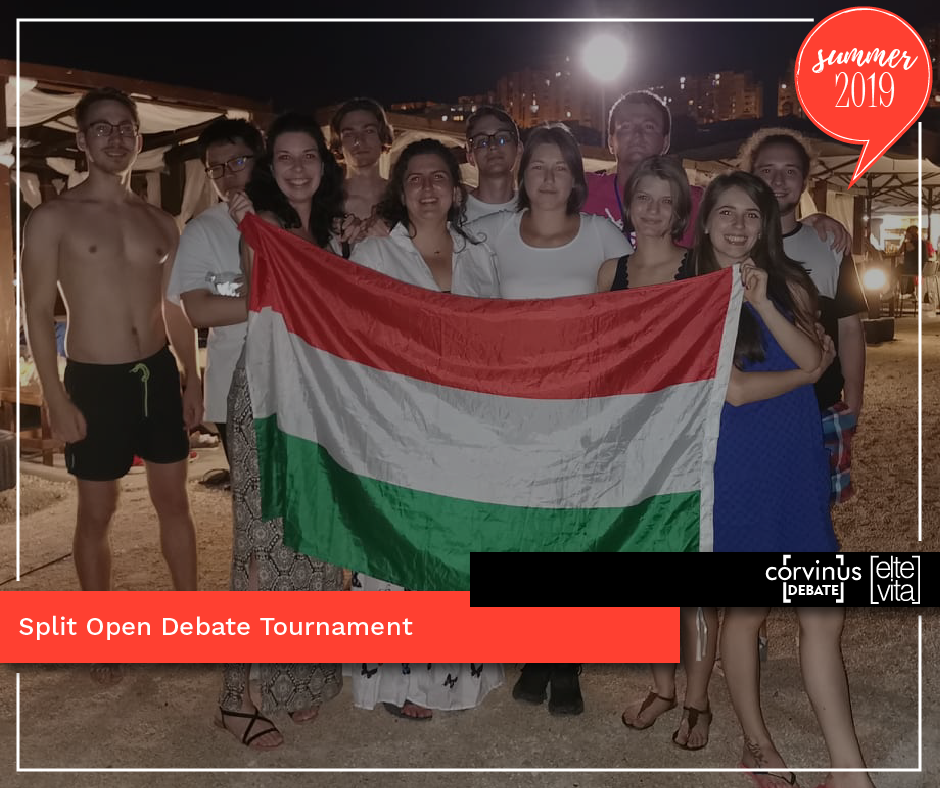 summer
2019
corvinus
DEBATE
elte
vita
Split Open Debate Tournament